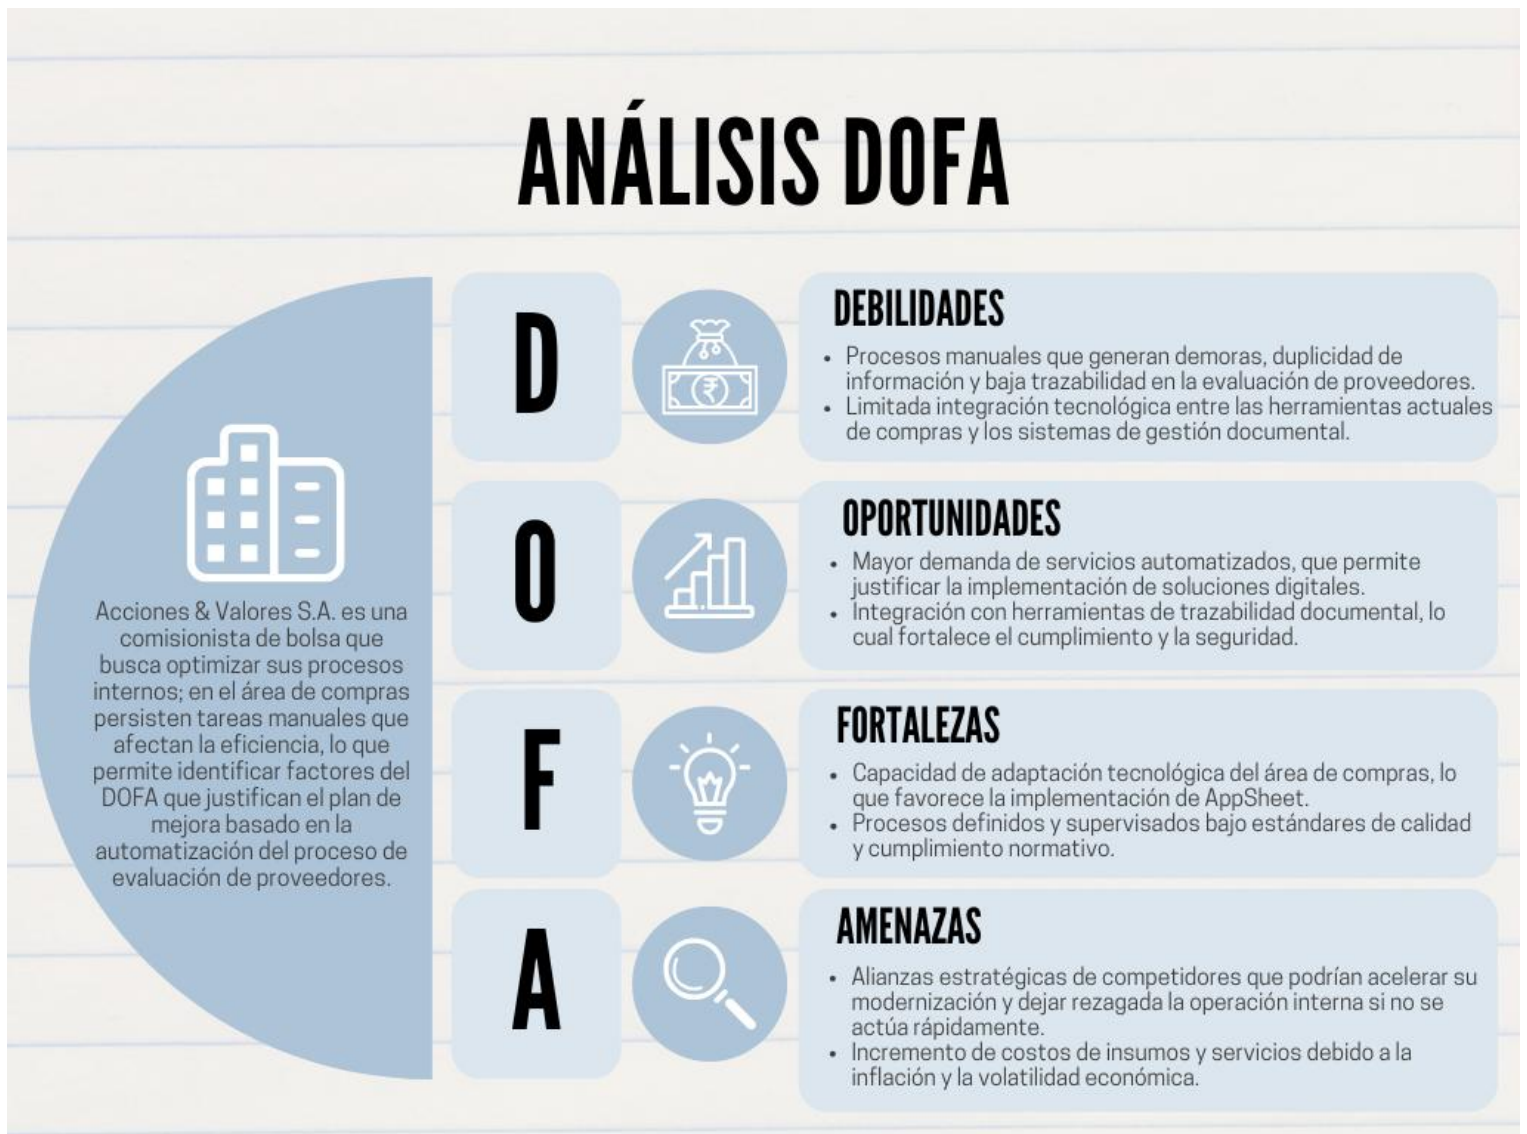 ANÁLISIS DOFA
Acciones & Valores S.A. es una
comisionista de bolsa que
busca optimizar sus procesos
internos; en el área de compras
persisten tareas manuales que
afectan la eficiencia, lo que
permite identificar factores del
DOFA que justifican el plan de
mejora basado en la
automatización del proceso de
evaluación de proveedores.
D
DEBILIDADES
• Procesos manuales que generan demoras, duplicidad de
información y baja trazabilidad en la evaluación de proveedores.
• Limitada integración tecnológica entre las herramientas actuales
de compras y los sistemas de gestión documental.
O
OPORTUNIDADES
• Mayor demanda de servicios automatizados, que permite
justificar la implementación de soluciones digitales.
• Integración con herramientas de trazabilidad documental, lo
cual fortalece el cumplimiento y la seguridad.
F
FORTALEZAS
• Capacidad de adaptación tecnológica del área de compras, lo
que favorece la implementación de AppSheet.
• Procesos definidos y supervisados bajo estándares de calidad
y cumplimiento normativo.
A
AMENAZAS
• Alianzas estratégicas de competidores que podrían acelerar su
modernización y dejar rezagada la operación interna si no se
actúa rápidamente.
• Incremento de costos de insumos y servicios debido a la
inflación y la volatilidad económica.